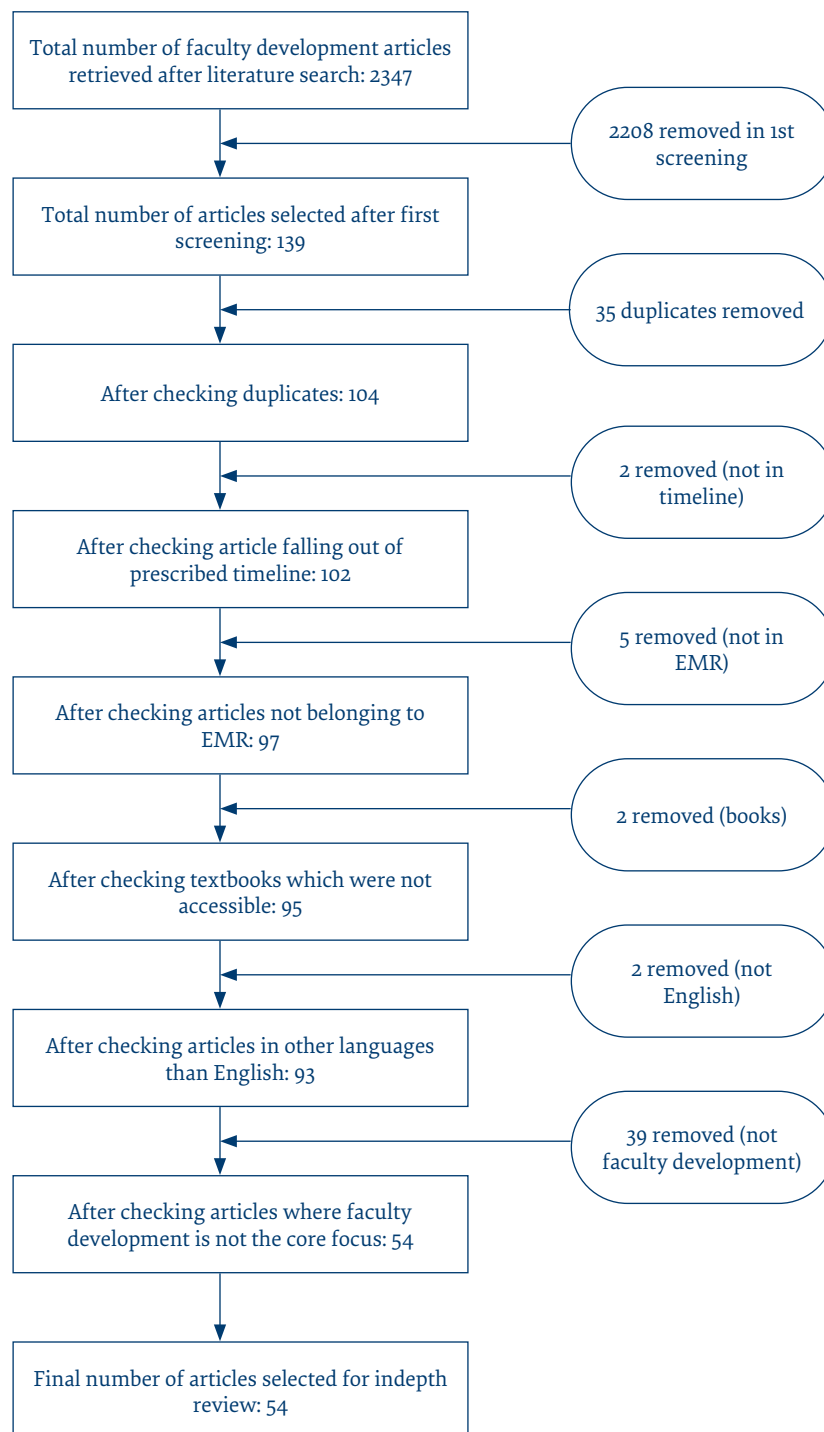 Total number of faculty development articles
retrieved after literature search: 2347
2208 removed in 1st
screening
Total number of articles selected after first
screening: 139
35 duplicates removed
After checking duplicates: 104
2 removed (not in
timeline)
After checking article falling out of
prescribed timeline: 102
5 removed (not in
EMR)
After checking articles not belonging to
EMR: 97
2 removed (books)
After checking textbooks which were not
accessible: 95
2 removed (not
English)
After checking articles in other languages
than English: 93
39 removed (not
faculty development)
After checking articles where faculty
development is not the core focus: 54
Final number of articles selected for indepth
review: 54